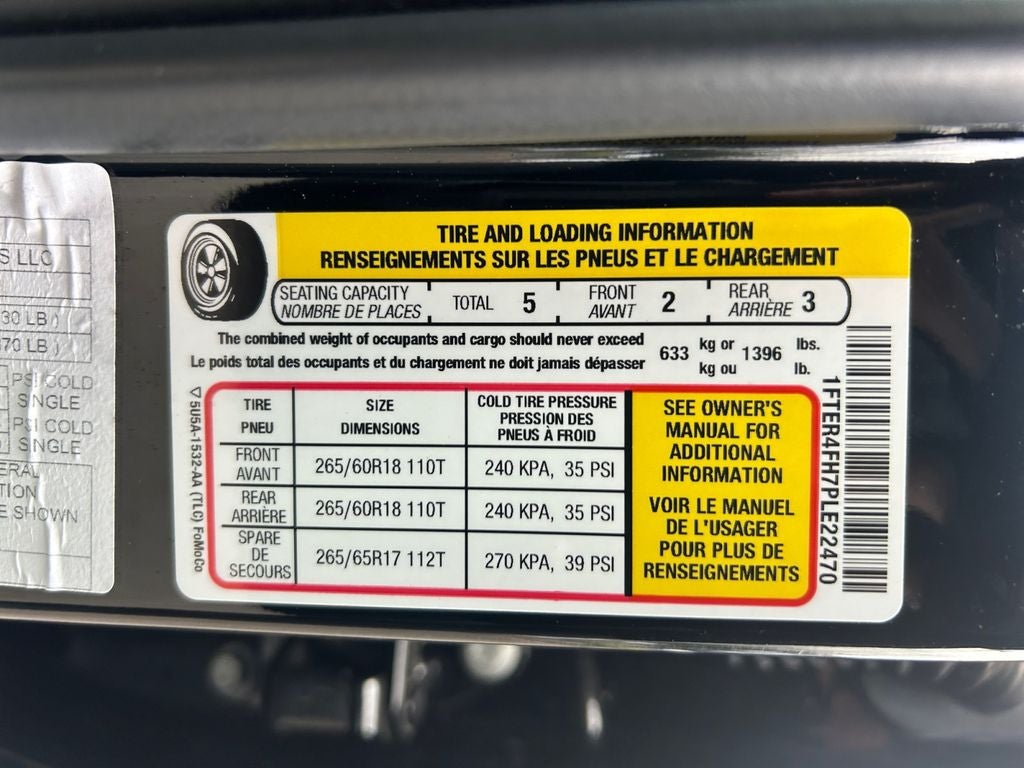 S LLC
30 LB )
70 LB )
PSI COLD
SINGLE
PSI COLD
SINGLE
E SHOWN
TIRE AND LOADING INFORMATION
RENSEIGNEMENTS SUR LES PNEUS ET LE CHARGEMENT
SEATING CAPACITY
NOMBRE DE PLACES
TOTAL 5
FRONT
AVANT 2
REAR
ARRIÈRE 3
The combined weight of occupants and cargo should never exceed
Le poids total des occupants et du chargement ne doit jamais dépasser
633 kg or 1396 lbs.
kg ou lb.
TIRE
PNEU
SIZE
DIMENSIONS
COLD TIRE PRESSURE
PRESSION DES
PNEUS À FROID
FRONT
AVANT
265/60R18 110T
240 KPA, 35 PSI
REAR
ARRIÈRE
265/60R18 110T
240 KPA, 35 PSI
SPARE
DE
SECOURS
265/65R17 112T
270 KPA, 39 PSI
SEE OWNER'S
MANUAL FOR
ADDITIONAL
INFORMATION
VOIR LE MANUEL
DE L'USAGER
POUR PLUS DE
RENSEIGNEMENTS
5U5A-1532-AA (TLC) FoMoCo
1FTER4FH7PLE22470